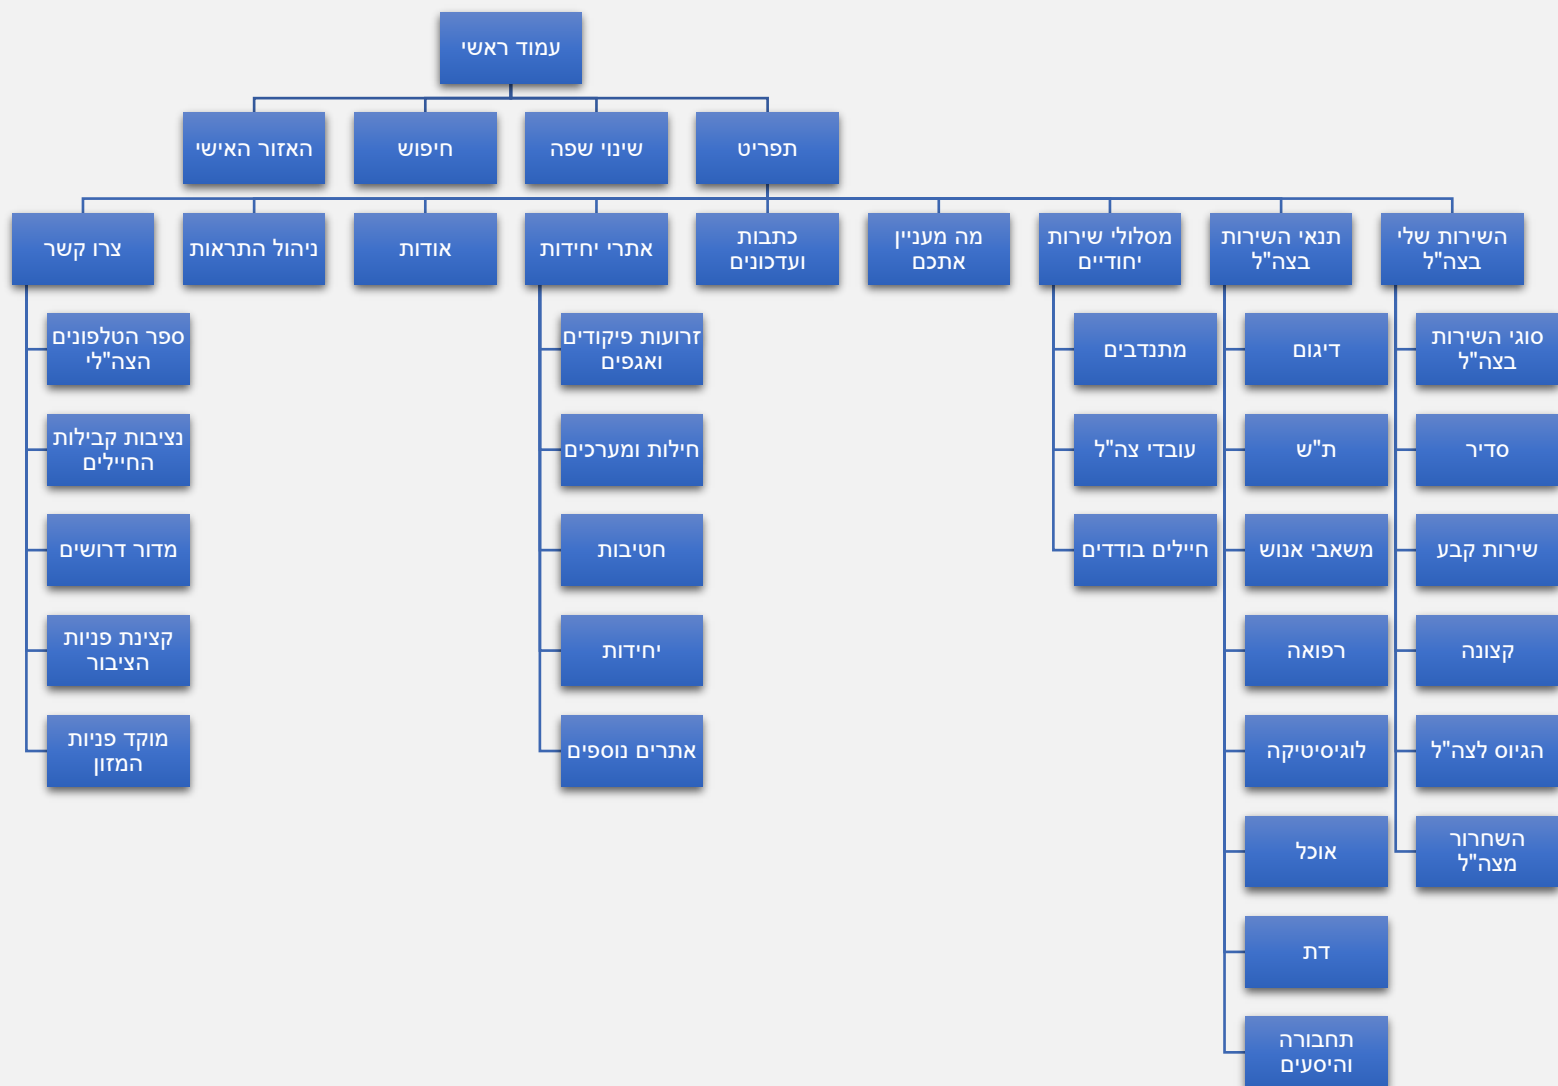 עמוד ראשי
תפריט
שינוי שפה
חיפוש
האזור האישי
השירות שלי
בצה"ל
תנאי השירות
בצה"ל
מסלולי שירות
יחודיים
מה מעניין
אתכם
כתבות
ועדכונים
אתרי יחידות
אודות
ניהול התראות
צרו קשר
סוגי השירות
בצה"ל
סדיר
שירות קבע
קצונה
הגיוס לצה"ל
השחרור
מצה"ל
דיגום
ת"ש
משאבי אנוש
רפואה
לוגיסיטיקה
אוכל
דת
תחבורה
והיסעים
מתנדבים
עובדי צה"ל
חיילים בודדים
זרועות פיקודים
ואגפים
חילות ומערכים
חטיבות
יחידות
אתרים נוספים
ספר הטלפונים
הצה"לי
נציבות קבילות
החיילים
מדור דרושים
קצינת פניות
הציבור
מוקד פניות
המזון